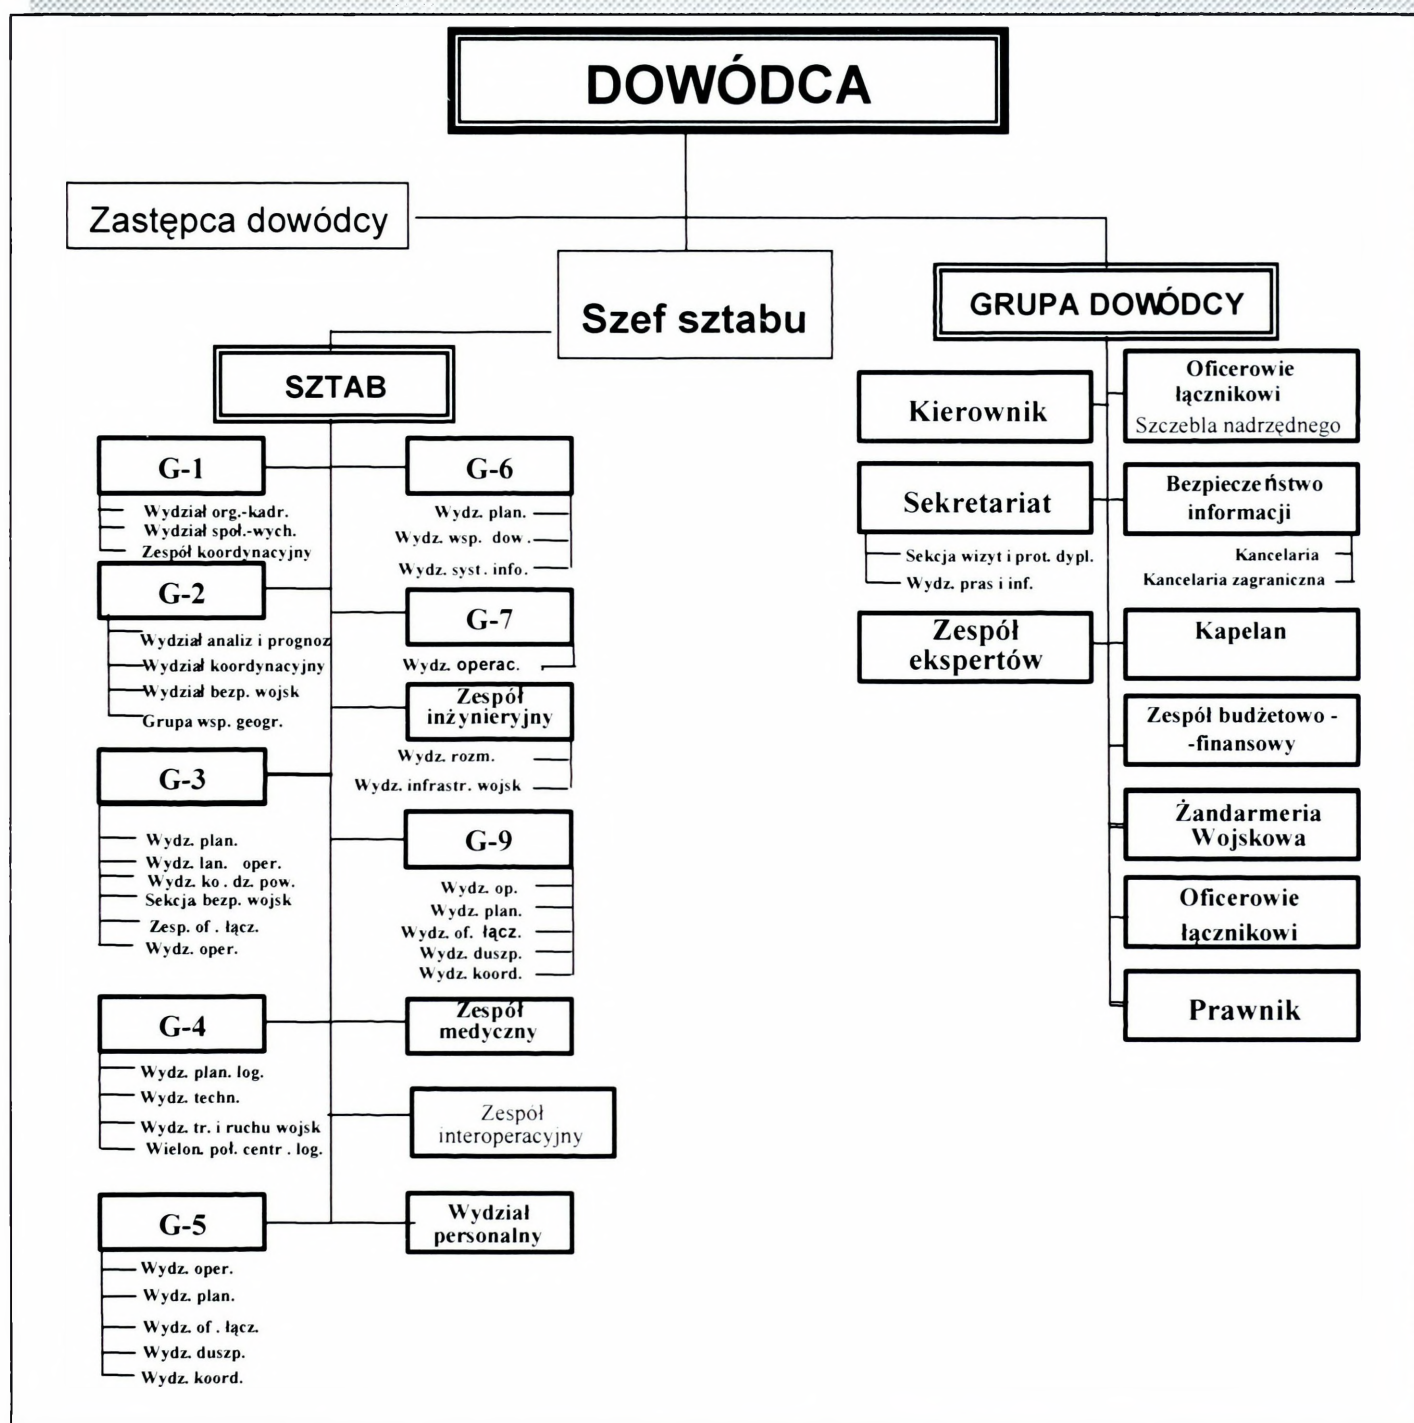 DOWÓDCA
Zastępca dowódcy
Szef sztabu
SZTAB
G-1
Wydział org.-kadr.
Wydział społ.-wych.
Zespół koordynacyjny
G-2
Wydział analiz i prognoz
Wydział koordynacyjny
Wydział bezp. wojsk
Grupa wsp. geogr.
G-3
Wydz. plan.
Wydz. lan. oper.
Wydz. ko . dz. pow.
Sekcja bezp. wojsk
Zesp. of . łącz.
Wydz. oper.
G-4
Wydz. plan. log.
Wydz. techn.
Wydz. tr. i ruchu wojsk
Wielon. poł. centr . log.
G-5
Wydz. oper.
Wydz. plan.
Wydz. of . łącz.
Wydz. duszp.
Wydz. koord.
G-6
Wydz. plan.
Wydz. wsp. dow .
Wydz. syst. info.
G-7
Wydz. operac.
Zespół
inżynieryjny
Wydz. rozm.
Wydz. infrastr. wojsk
G-9
Wydz. op.
Wydz. plan.
Wydz. of. łącz.
Wydz. duszp.
Wydz. koord.
Zespół
medyczny
Zespół
interoperacyjny
Wydział
personalny
GRUPA DOWÓDCY
Kierownik
Sekretariat
Sekcja wizyt i prot. dypl.
Wydz. pras i inf.
Zespół
ekspertów
Oficerowie
łącznikowi
Szczebla nadrzędnego
Bezpieczeństwo
informacji
Kancelaria
Kancelaria zagraniczna
Kapelan
Zespół budżetowo -
-finansowy
Żandarmeria
Wojskowa
Oficerowie
łącznikowi
Prawnik